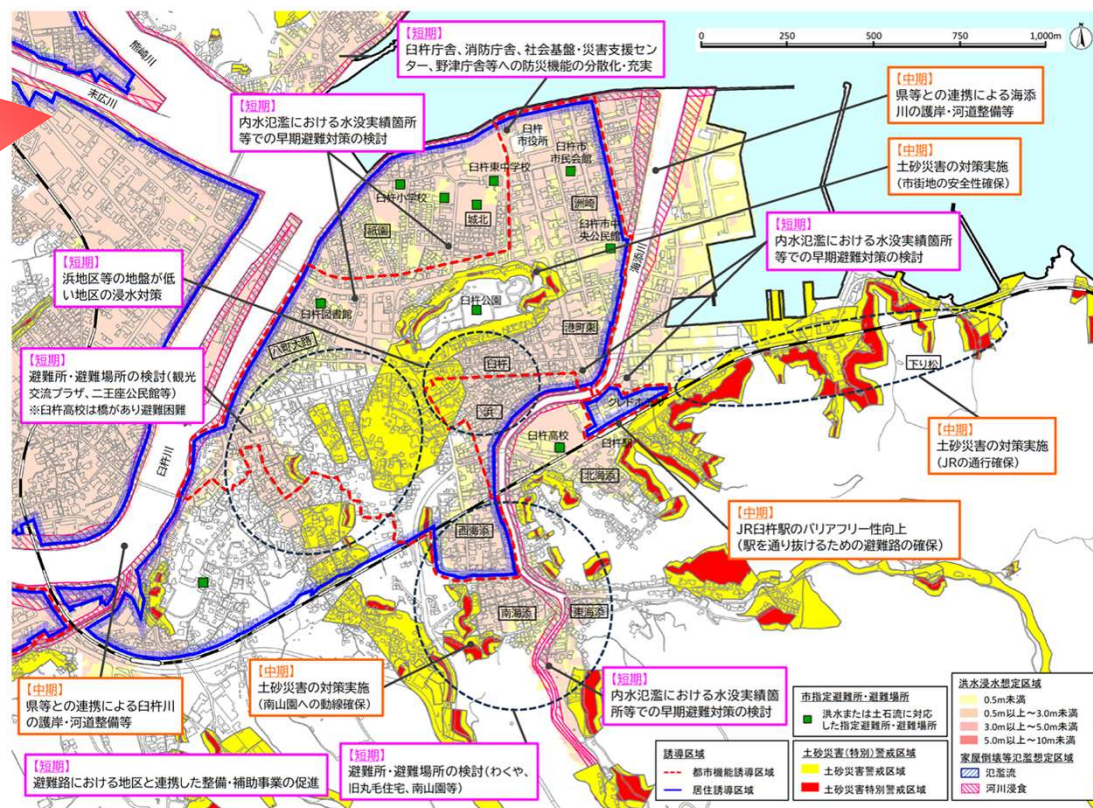 【短期】
臼杵庁舎、消防庁舎、社会基盤・災害支援セン
ター、野津庁舎等への防災機能の分散化・充実
0 250 500 750 1,000m
N
熊崎川
末広川
【短期】
内水氾濫における水没実績箇所
等での早期避難対策の検討
【中期】
県等との連携による海添
川の護岸・河道整備等
【中期】
土砂災害の対策実施
(市街地の安全性確保)
【短期】
内水氾濫における水没実績箇所
等での早期避難対策の検討
臼杵
市役所
臼杵市
市民会館
臼杵東中学校
臼杵小学校
城北
洲崎
祇園
臼杵市中
央公民館
海添川
【短期】
浜地区等の地盤が低
い地区の浸水対策
臼杵公園
臼杵図書館
港町東
八町大路
臼杵
下り松
【短期】
避難所・避難場所の検討(観光
交流プラザ、二王座公民館等)
※臼杵高校は橋があり避難困難
浜
臼杵高校
臼杵駅
臼杵川
北海添
【中期】
土砂災害の対策実施
(JRの通行確保)
西海添
【中期】
JR臼杵駅のバリアフリー性向上
(駅を通り抜けるための避難路の確保)
南海添
東海添
【中期】
県等との連携による臼杵川
の護岸・河道整備等
【中期】
土砂災害の対策実施
(南山園への動線確保)
【短期】
内水氾濫における水没実績箇
所等での早期避難対策の検討
【短期】
避難路における地区と連携した整備・補助事業の促進
【短期】
避難所・避難場所の検討(わくや、
旧丸毛住宅、南山園等)
市指定避難所・避難場所
洪水または土石流に対応
した指定避難所・避難場所
誘導区域
都市機能誘導区域
居住誘導区域
土砂災害(特別)警戒区域
土砂災害警戒区域
土砂災害特別警戒区域
洪水浸水想定区域
0.5m未満
0.5m以上～3.0m未満
3.0m以上～5.0m未満
5.0m以上～10m未満
家屋倒壊等氾濫想定区域
氾濫流
河川浸食